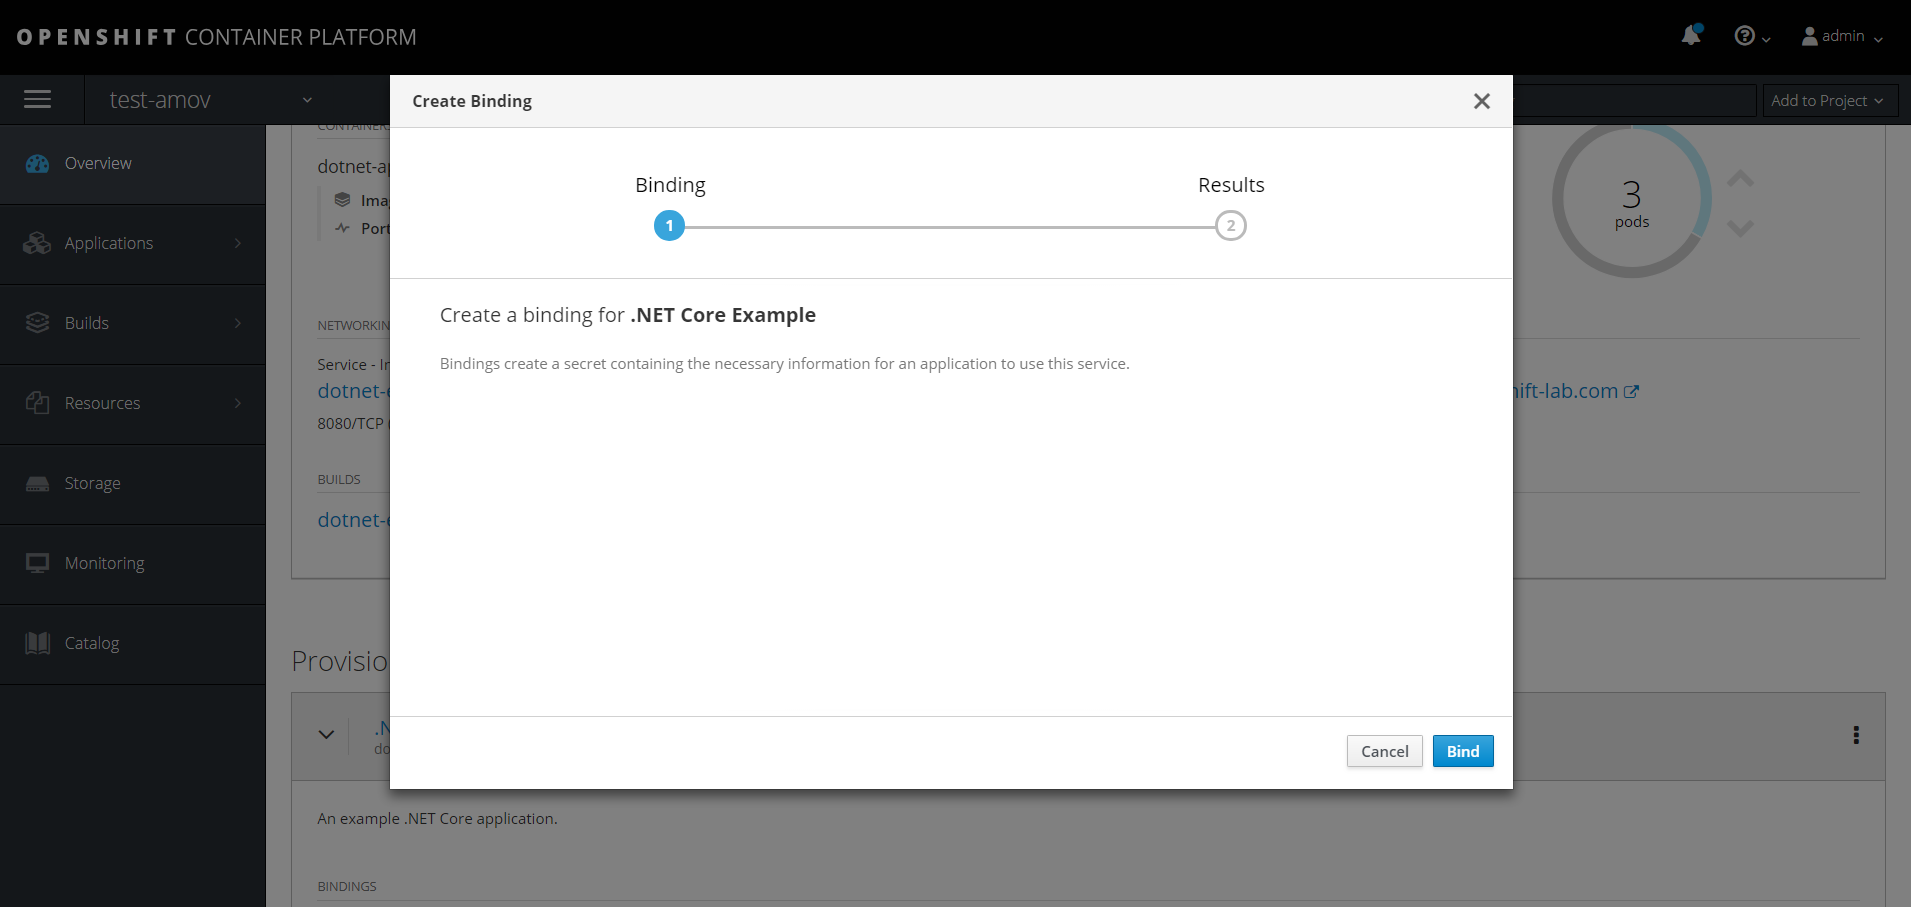 OPENSHIFT CONTAINER PLATFORM
admin
test-amov
Add to Project
Create Binding
Binding
Results
1
2
Create a binding for .NET Core Example
Bindings create a secret containing the necessary information for an application to use this service.
Cancel
Bind
Overview
Applications
Builds
Resources
Storage
Monitoring
Catalog
dotnet-
3
pods
Service -
dotnet-
8080/TCP
ift-lab.com
BUILDS
dotnet-
An example .NET Core application.
BINDINGS